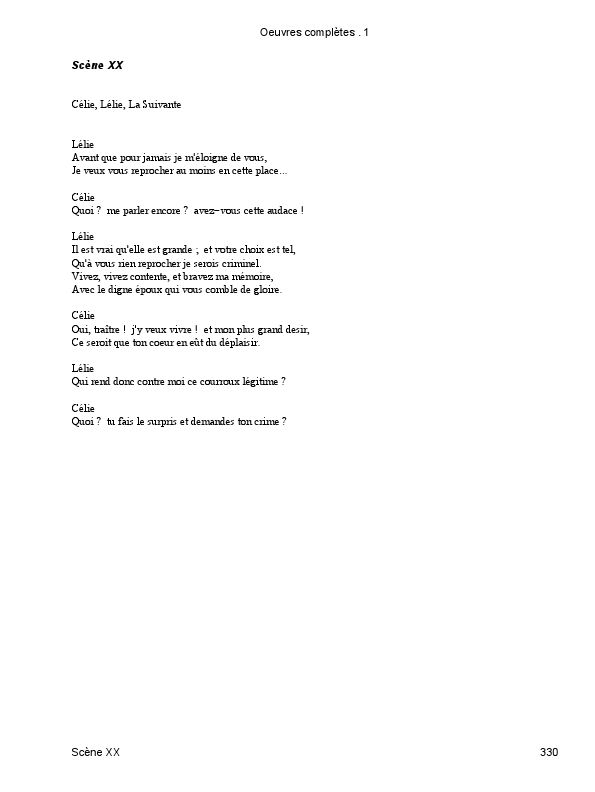 Oeuvres complètes . 1
Scène XX
Célie, Lélie, La Suivante
Lélie
Avant que pour jamais je m'éloigne de vous,
Je veux vous reprocher au moins en cette place...
Célie
Quoi ? me parler encore ? avez-vous cette audace !
Lélie
Il est vrai qu'elle est grande ; et votre choix est tel,
Qu'à vous rien reprocher je serois criminel.
Vivez, vivez contente, et bravez ma mémoire,
Avec le digne époux qui vous comble de gloire.
Célie
Oui, traître ! j'y veux vivre ! et mon plus grand desir,
Ce seroit que ton coeur en eût du déplaisir.
Lélie
Qui rend donc contre moi ce courroux légitime ?
Célie
Quoi ? tu fais le surpris et demandes ton crime ?
Scène XX
330